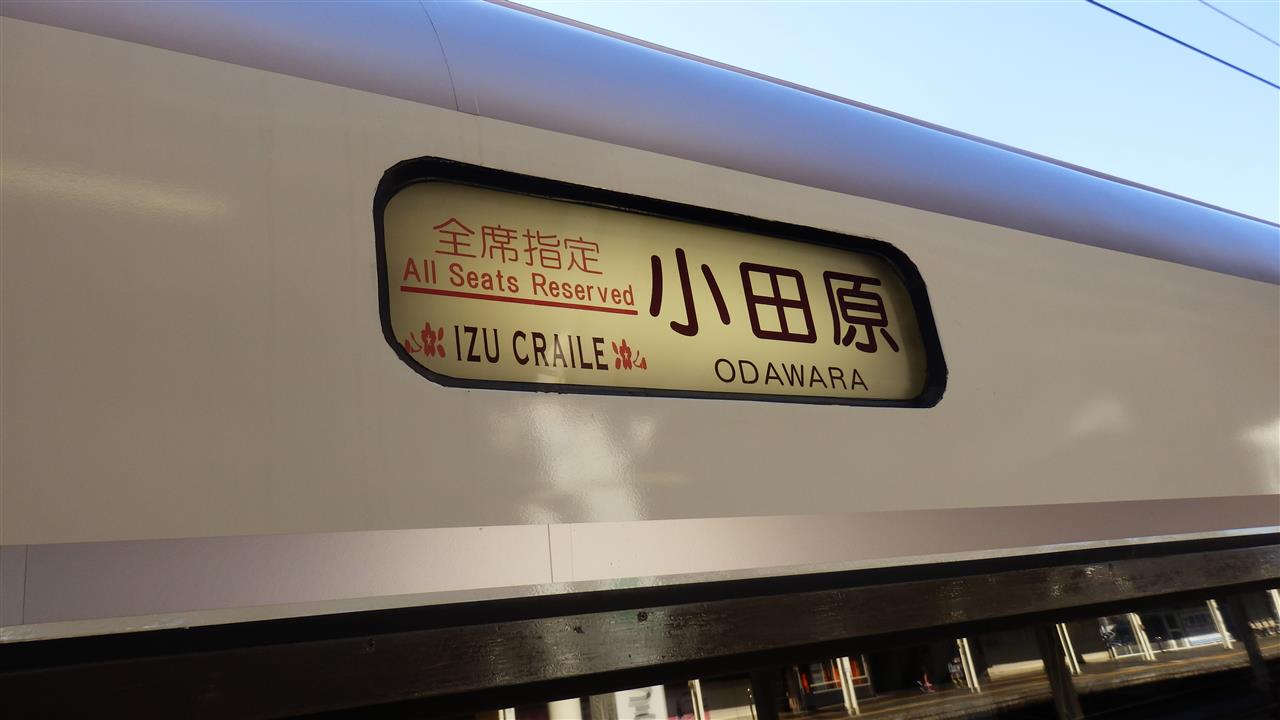 全席指定
All Seats Reserved
IZU CRAILE
小田原
ODAWARA